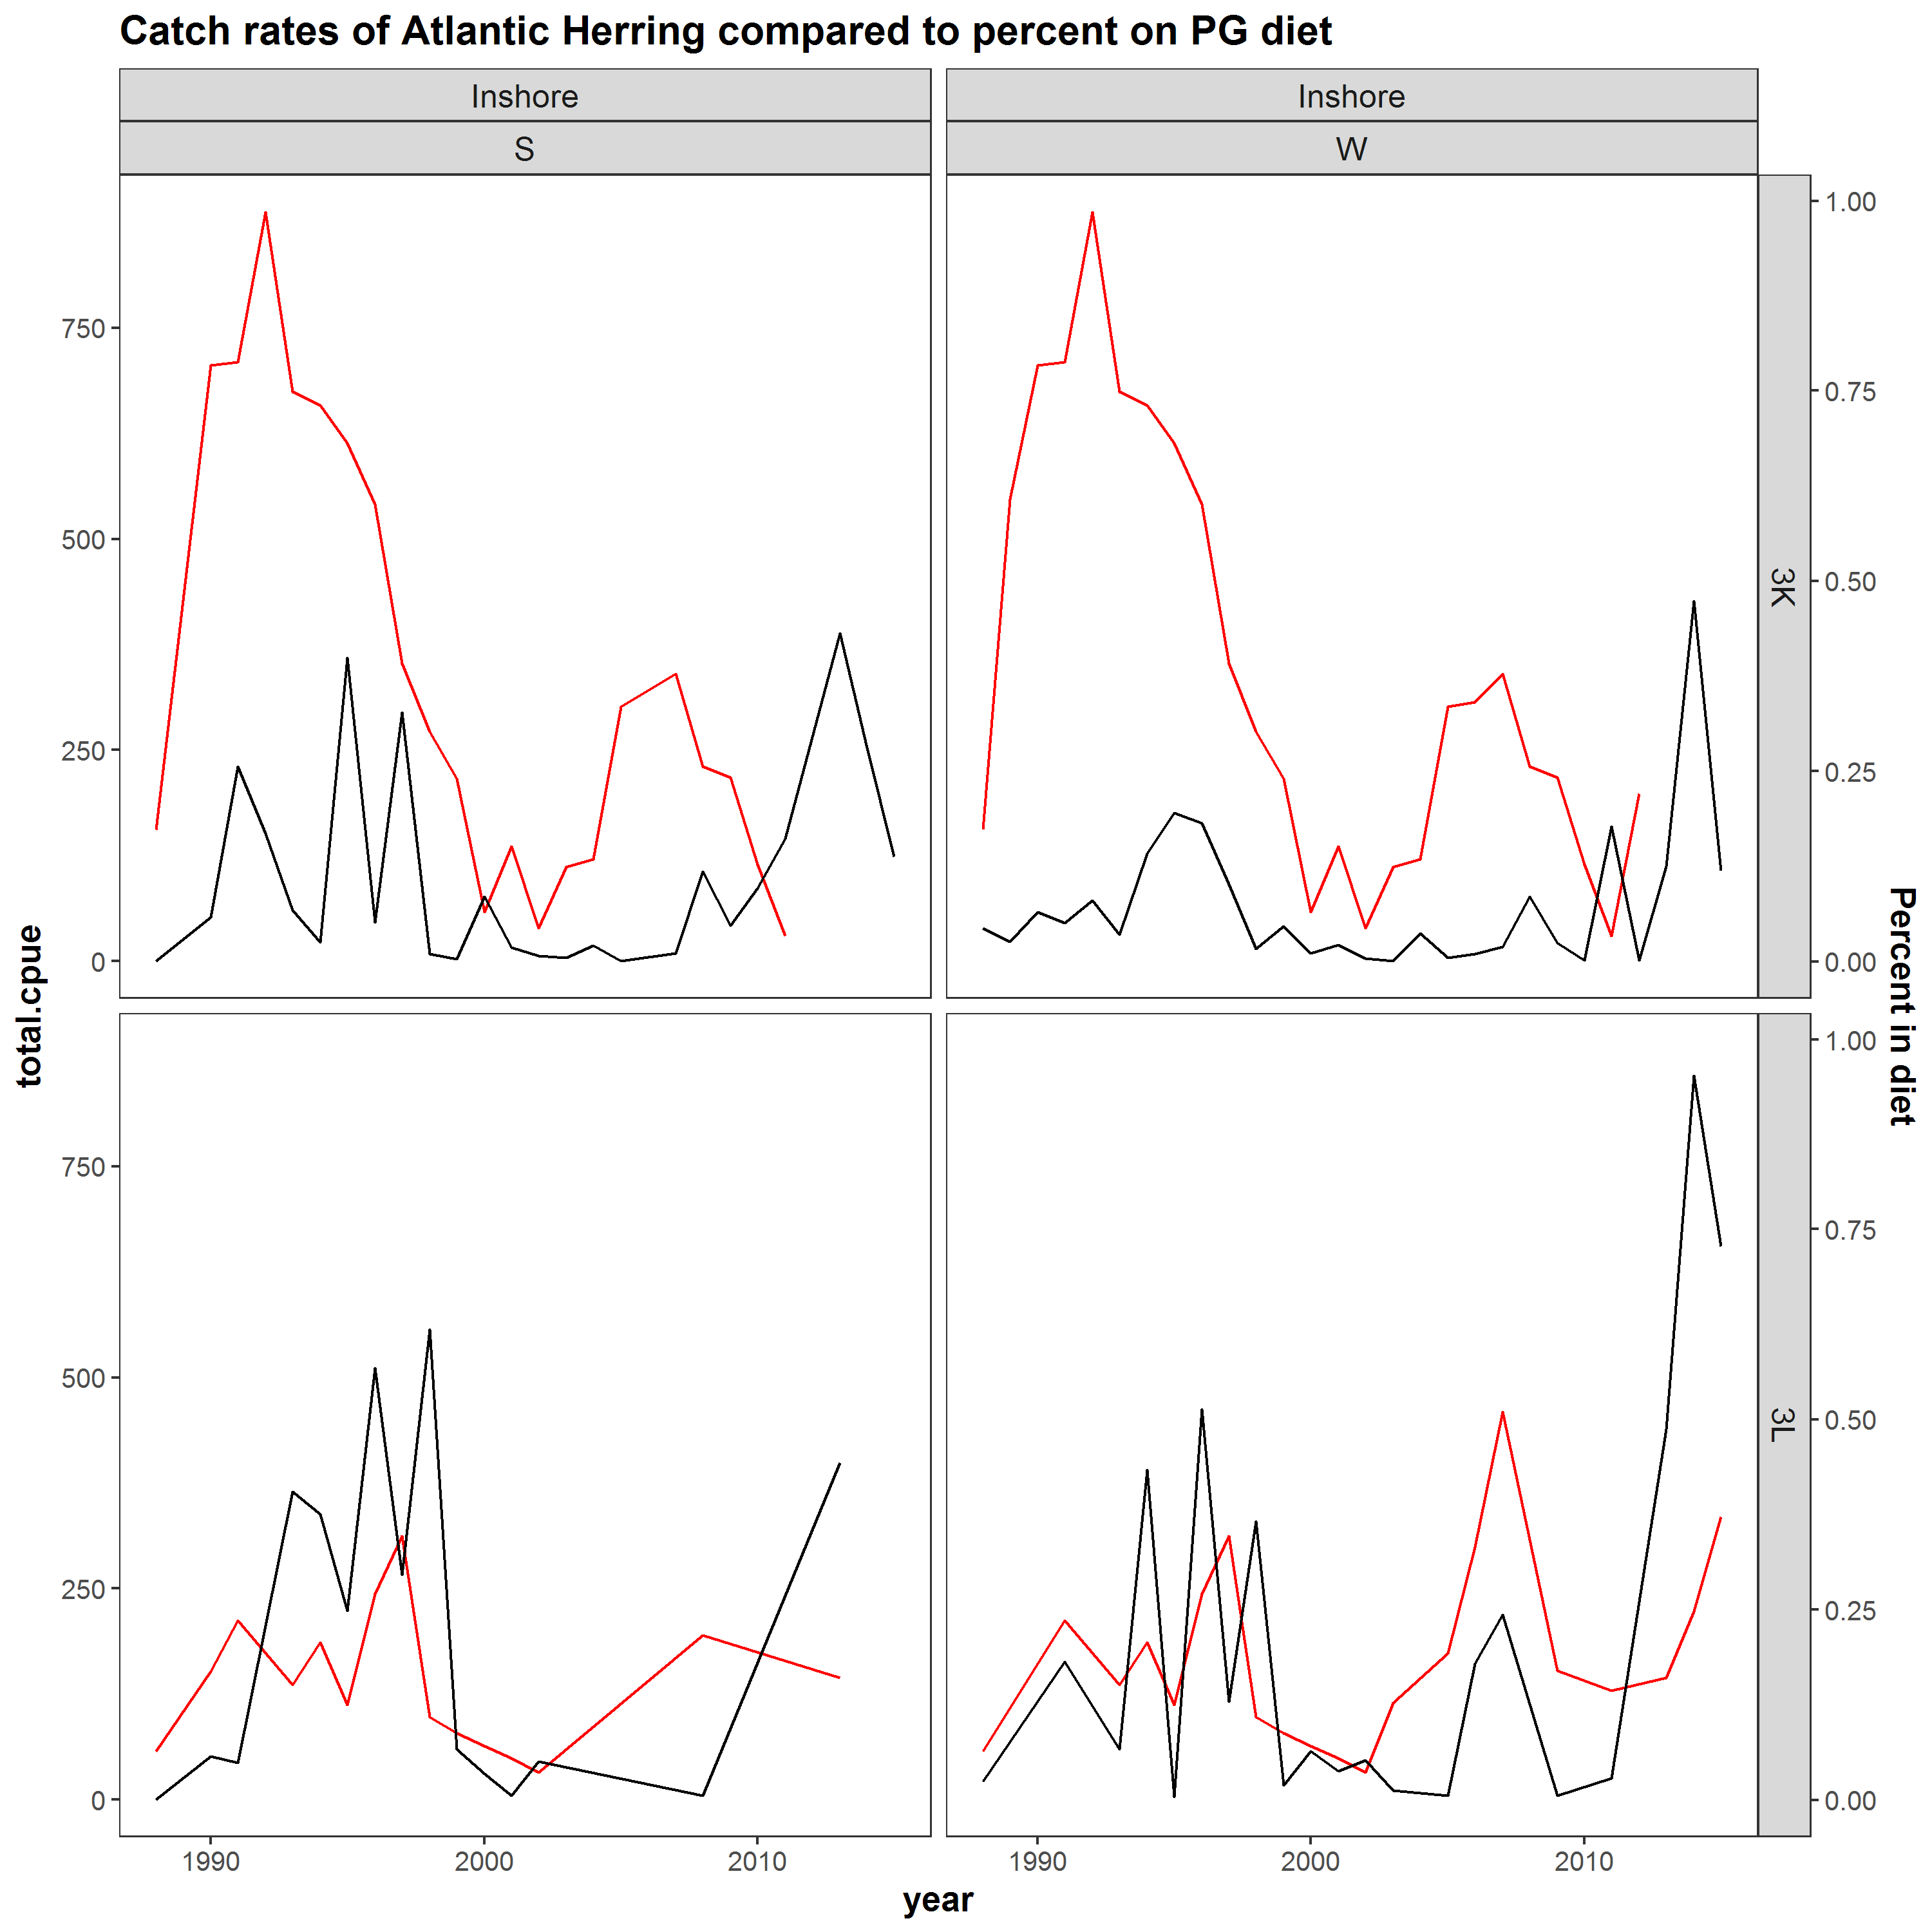 Catch rates of Atlantic Herring compared to percent on PG diet
Inshore
Inshore
S
W
750
500
250
0
3K
1.00
0.75
0.50
0.25
0.00
total.cpue
Percent in diet
750
500
250
0
3L
1.00
0.75
0.50
0.25
0.00
1990
2000
2010
1990
2000
2010
year